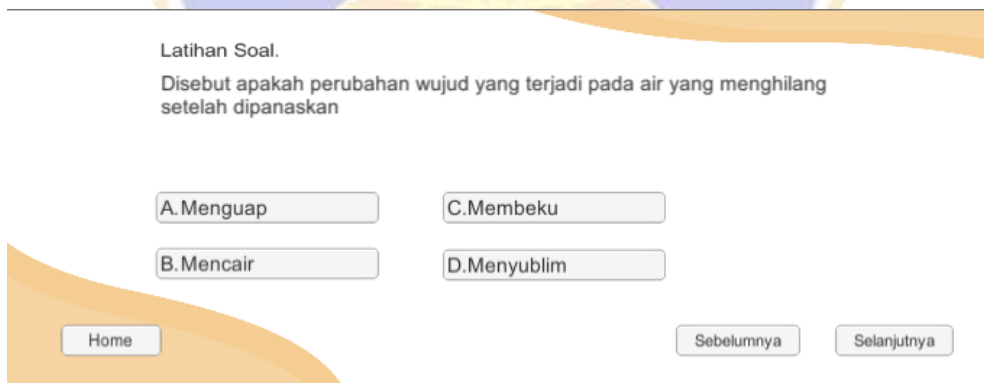 Latihan Soal.
Disebut apakah perubahan wujud yang terjadi pada air yang menghilang
setelah dipanaskan
A.Menguap
C.Membeku
B.Mencair
D.Menyublim
Home
Sebelumnya
Selanjutnya